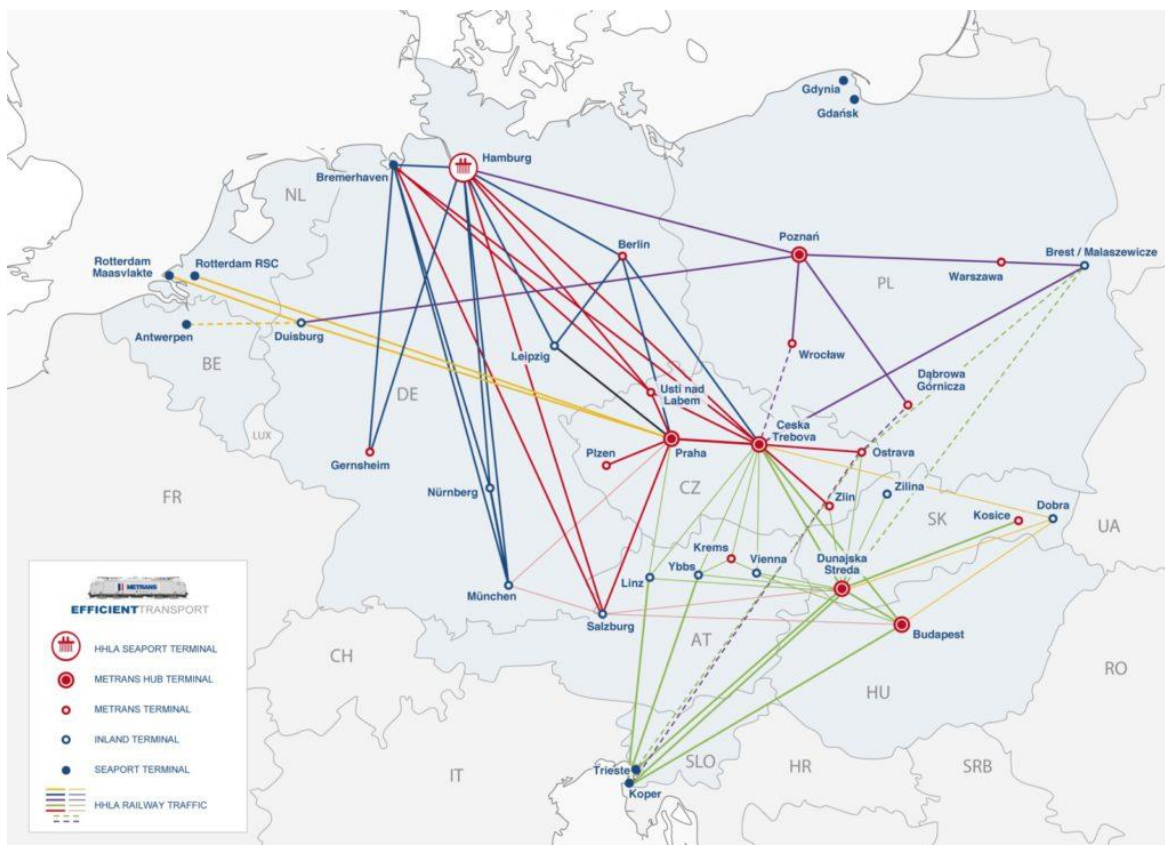 Gdynia
Gdańsk
Hamburg
Bremerhaven
NL
Berlin
Poznań
Rotterdam
Maasvlakte
Rotterdam RSC
Brest / Malaszewicze
Warszawa
PL
Antwerpen
Duisburg
BE
Leipzig
Wrocław
Dąbrowa
Górnicza
DE
Usti nad
Labem
Ceska
Trebova
LUX
Gernsheim
Plzen
Praha
Ostrava
Nürnberg
CZ
Zlin
Zilina
FR
SK
Kosice
Dobra
UA
Krems
Vienna
Dunajska
Streda
Linz
Ybbs
München
Salzburg
Budapest
AT
CH
HU
RO
IT
Trieste
Koper
SLO
HR
SRB
METRANS
EFFICIENTTRANSPORT
HHLA SEAPORT TERMINAL
METRANS HUB TERMINAL
METRANS TERMINAL
INLAND TERMINAL
SEAPORT TERMINAL
HHLA RAILWAY TRAFFIC